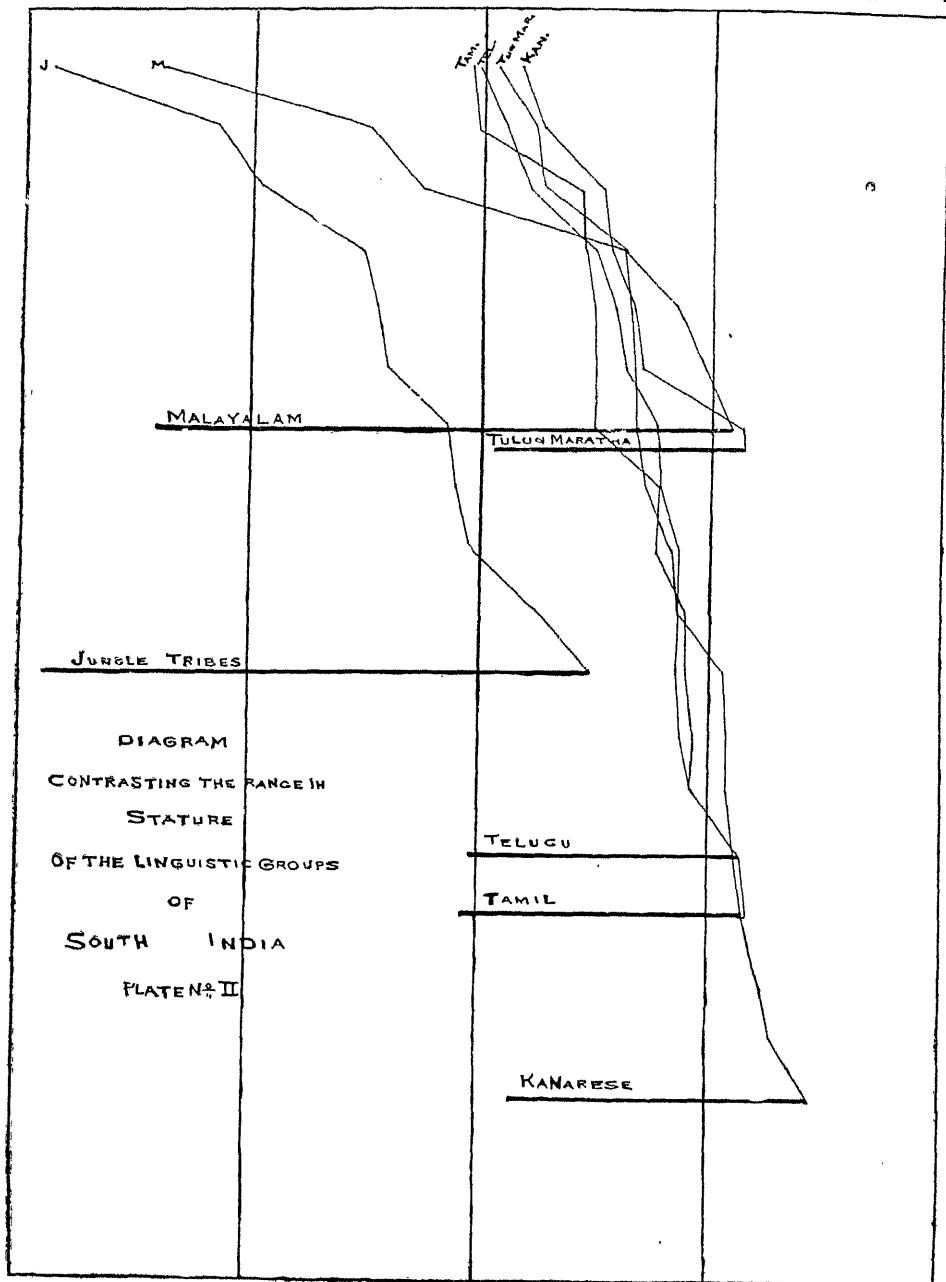 J
M
TAM.
TEL.
TU & MAR.
KAN.
MALAYALAM
TULU & MARATHA
JUNGLE TRIBES
DIAGRAM
CONTRASTING THE RANGE IN
STATURE
OF THE LINGUISTIC GROUPS
OF
SOUTH INDIA
PLATE No. II
TELUGU
TAMIL
KANARESE